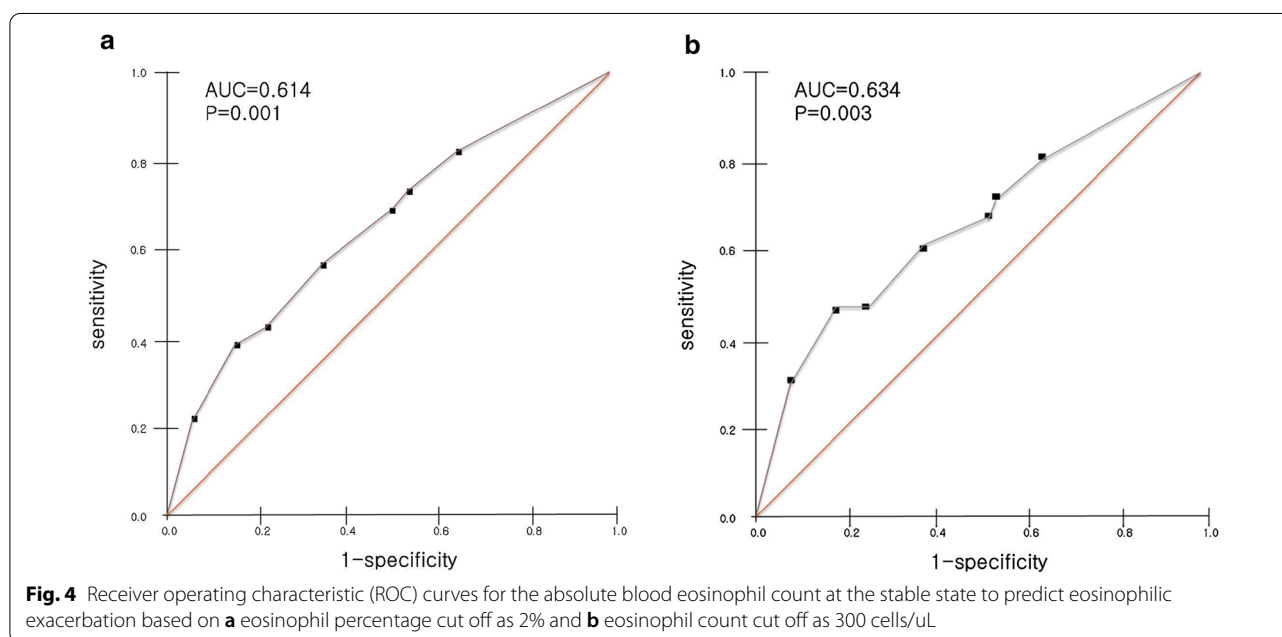 a
AUC=0.614
P=0.001
1.0
0.8
0.6
0.4
0.2
0.0
sensitivity
0.0 0.2 0.4 0.6 0.8 1.0
1-specificity
b
AUC=0.634
P=0.003
1.0
0.8
0.6
0.4
0.2
0.0
sensitivity
0.0 0.2 0.4 0.6 0.8 1.0
1-specificity
Fig. 4 Receiver operating characteristic (ROC) curves for the absolute blood eosinophil count at the stable state to predict eosinophilic
exacerbation based on a eosinophil percentage cut off as 2% and b eosinophil count cut off as 300 cells/uL